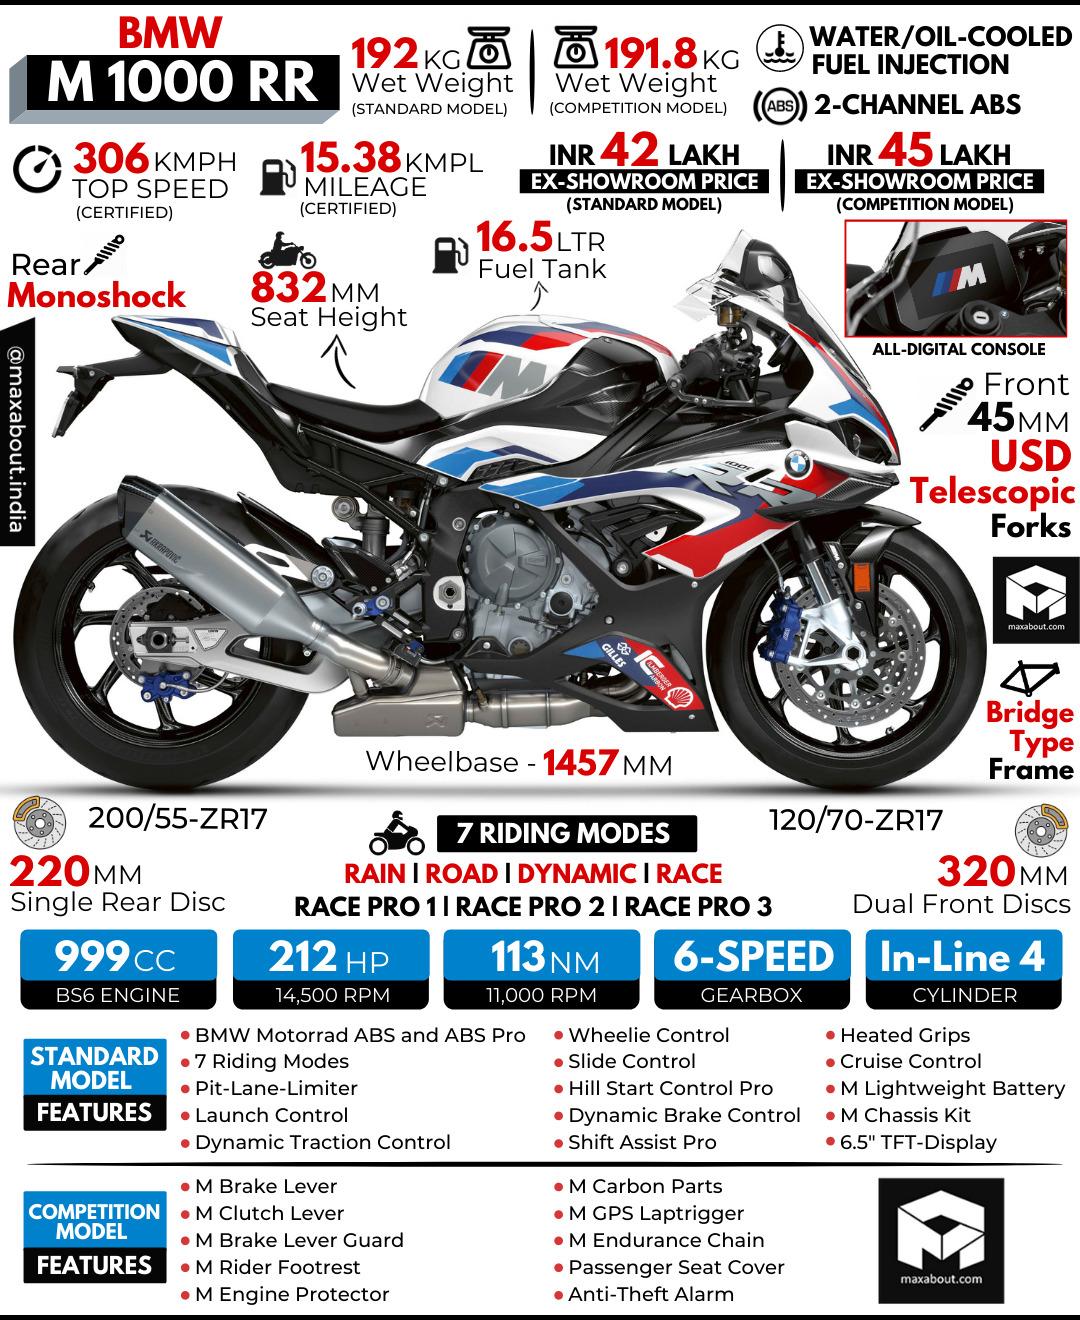 BMW
M 1000 RR
192 KG
Wet Weight
(STANDARD MODEL)
191.8 KG
Wet Weight
(COMPETITION MODEL)
WATER/OIL-COOLED
FUEL INJECTION
ABS
2-CHANNEL ABS
306 KMPH
TOP SPEED
(CERTIFIED)
15.38 KMPL
MILEAGE
(CERTIFIED)
INR 42 LAKH
EX-SHOWROOM PRICE
(STANDARD MODEL)
INR 45 LAKH
EX-SHOWROOM PRICE
(COMPETITION MODEL)
Rear
Monoshock
832 MM
Seat Height
16.5 LTR
Fuel Tank
M
ALL-DIGITAL CONSOLE
@maxabout.india
Front
45 MM
USD
Telescopic
Forks
M
BMW
RR
AKRAPOVIC
GILLES
ILMBERGER
CARBON
maxabout.com
Bridge
Type
Frame
Wheelbase - 1457 MM
200/55-ZR17
120/70-ZR17
220 MM
Single Rear Disc
7 RIDING MODES
RAIN | ROAD | DYNAMIC | RACE
RACE PRO 1 | RACE PRO 2 | RACE PRO 3
320 MM
Dual Front Discs
999 CC
BS6 ENGINE
212 HP
14,500 RPM
113 NM
11,000 RPM
6-SPEED
GEARBOX
In-Line 4
CYLINDER
STANDARD
MODEL
FEATURES
• BMW Motorrad ABS and ABS Pro
• 7 Riding Modes
• Pit-Lane-Limiter
• Launch Control
• Dynamic Traction Control
• Wheelie Control
• Slide Control
• Hill Start Control Pro
• Dynamic Brake Control
• Shift Assist Pro
• Heated Grips
• Cruise Control
• M Lightweight Battery
• M Chassis Kit
• 6.5" TFT-Display
COMPETITION
MODEL
FEATURES
• M Brake Lever
• M Clutch Lever
• M Brake Lever Guard
• M Rider Footrest
• M Engine Protector
• M Carbon Parts
• M GPS Laptrigger
• M Endurance Chain
• Passenger Seat Cover
• Anti-Theft Alarm
maxabout.com